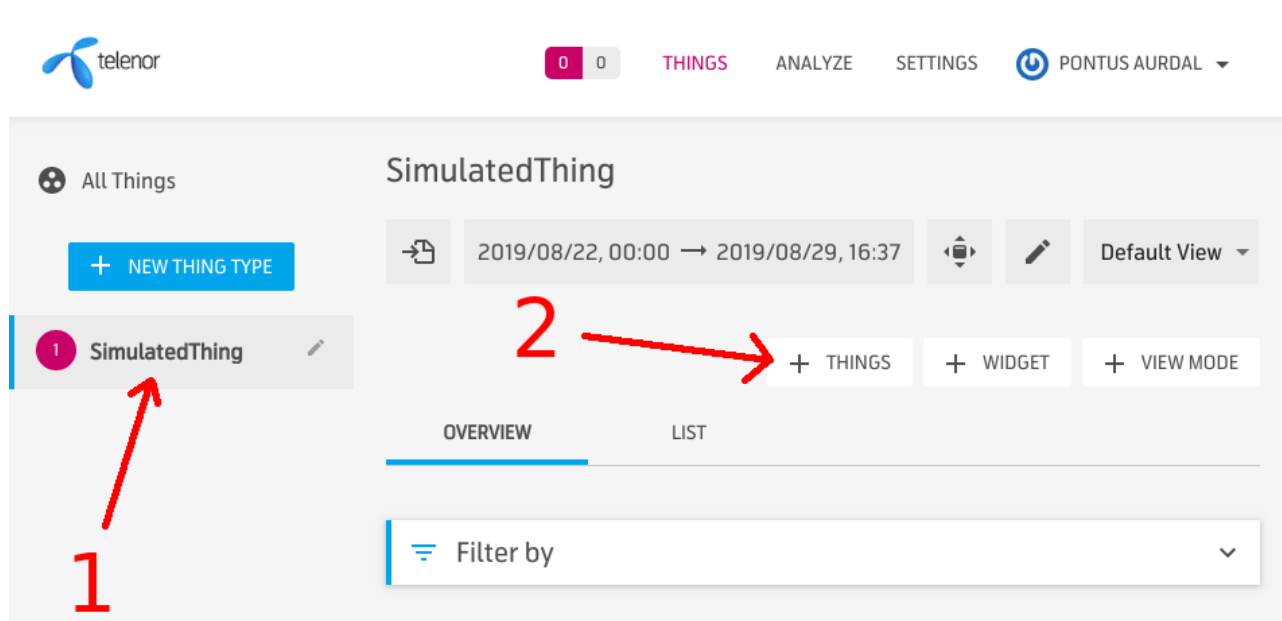 telenor
0 0 THINGS ANALYZE SETTINGS PONTUS AURDAL
All Things
+ NEW THING TYPE
1 SimulatedThing
SimulatedThing
2019/08/22, 00:00 → 2019/08/29, 16:37 Default View
2
+ THINGS + WIDGET + VIEW MODE
OVERVIEW LIST
Filter by
1